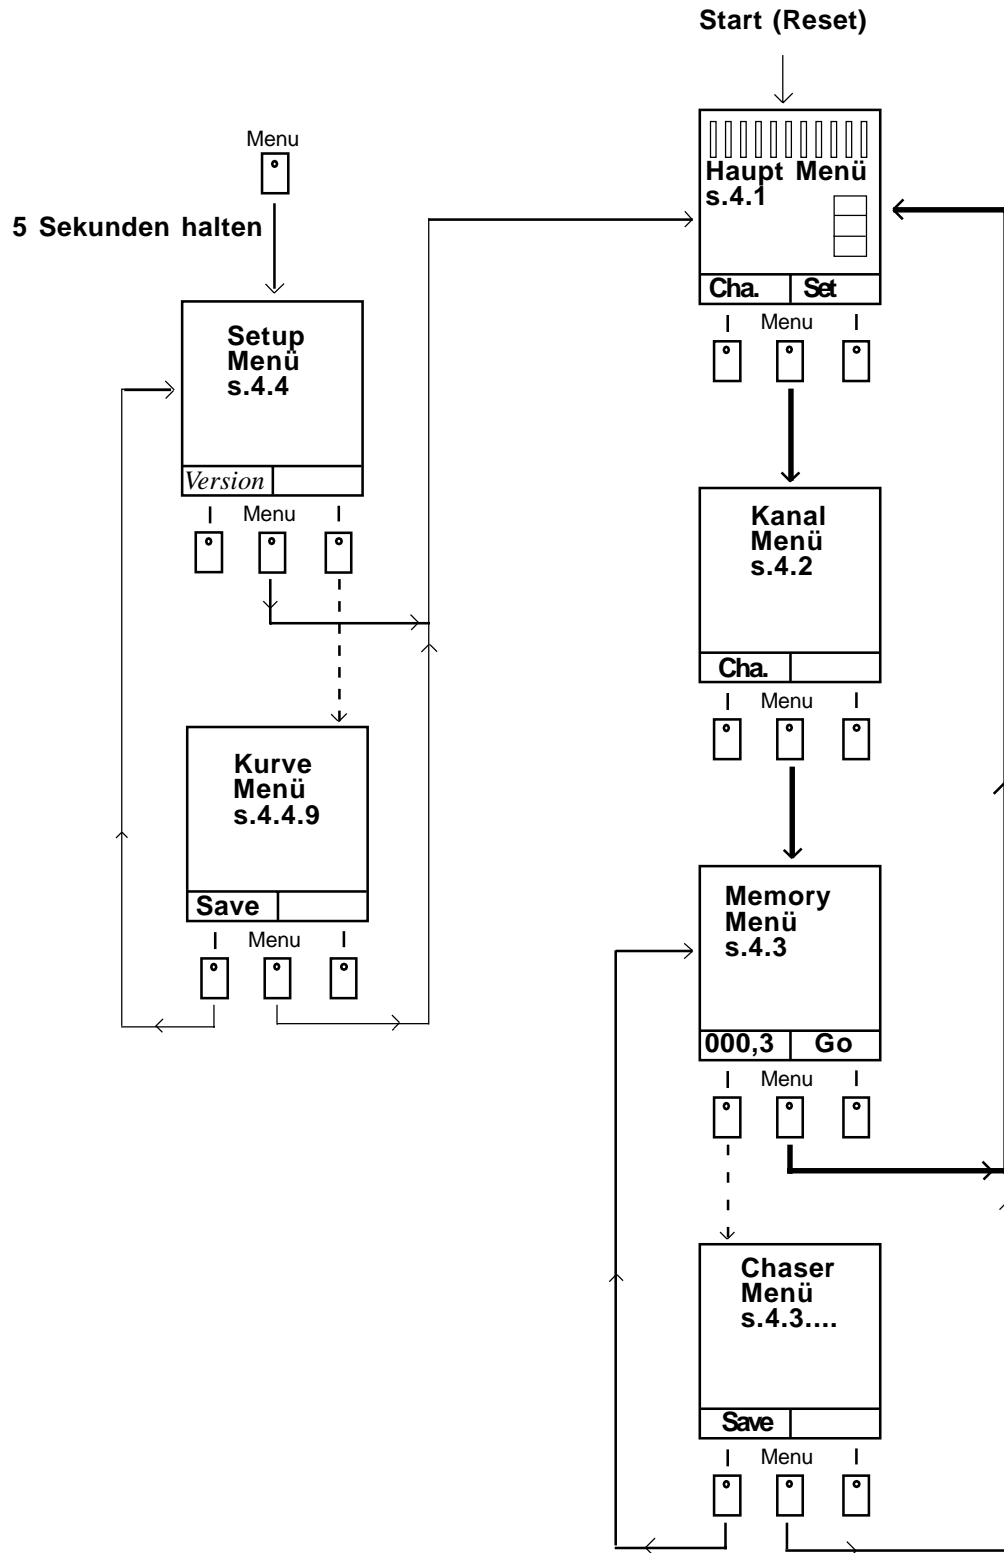 Start (Reset)
Menu
5 Sekunden halten
Haupt Menü
s.4.1
Cha. Set
Menu
Setup
Menü
s.4.4
Version
Menu
Kanal
Menü
s.4.2
Cha.
Menu
Kurve
Menü
s.4.4.9
Save
Menu
Memory
Menü
s.4.3
000,3 Go
Menu
Chaser
Menü
s.4.3....
Save
Menu